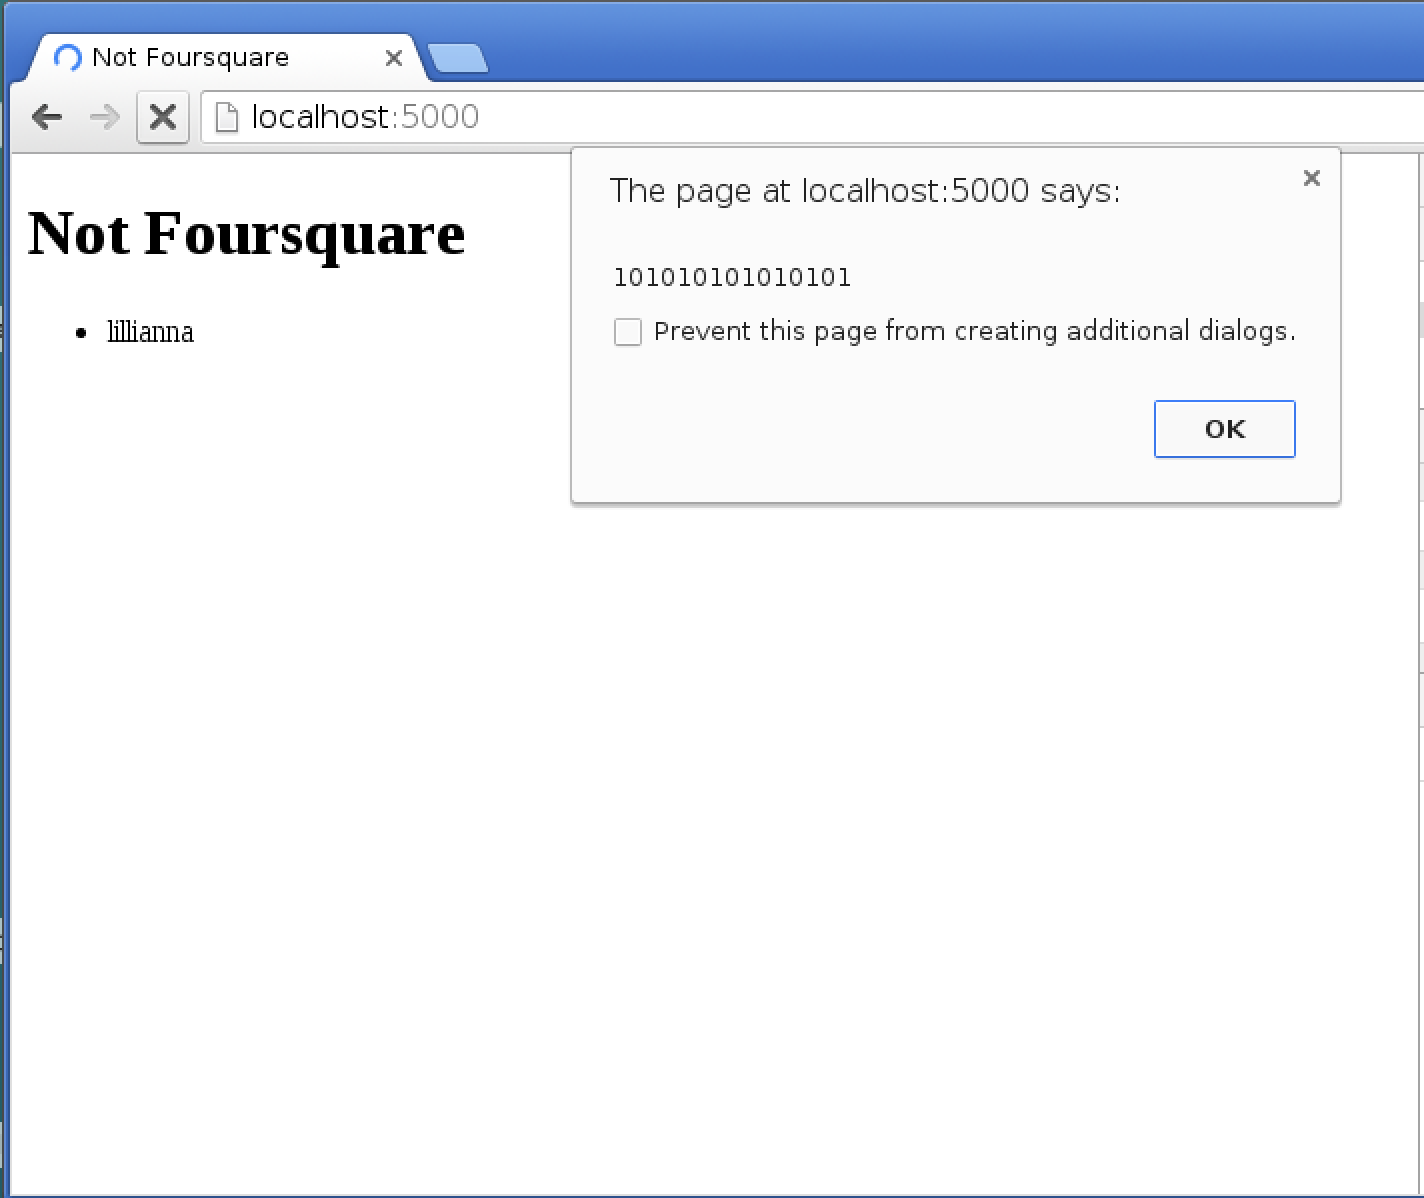 Not Foursquare
localhost:5000
The page at localhost:5000 says:
Not Foursquare
101010101010101
Prevent this page from creating additional dialogs.
lillianna
OK